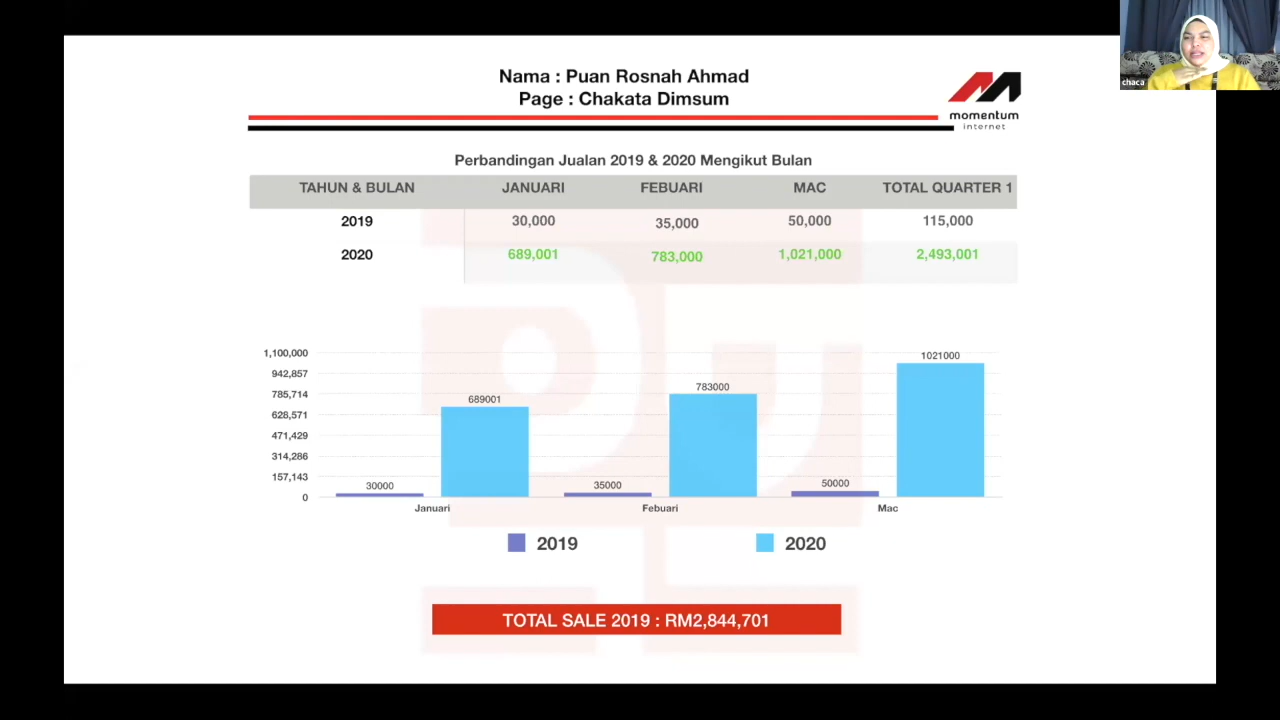 Nama : Puan Rosnah Ahmad
Page : Chakata Dimsum
momentum
internet
chaca
Perbandingan Jualan 2019 & 2020 Mengikut Bulan
TAHUN & BULAN JANUARI FEBUARI MAC TOTAL QUARTER 1
2019 30,000 35,000 50,000 115,000
2020 689,001 783,000 1,021,000 2,493,001
1,100,000
942,857
785,714
628,571
471,429
314,286
157,143
0
30000 689001 35000 783000 50000 1021000
Januari Febuari Mac
2019 2020
TOTAL SALE 2019 : RM2,844,701